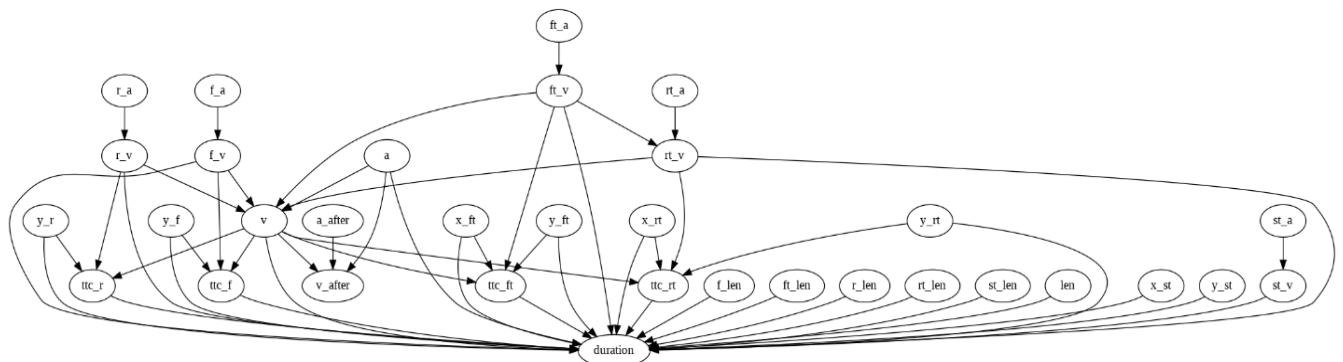 ft_a
r_a f_a ft_v rt_a
r_v f_v a rt_v
y_r y_f v a_after x_ft y_ft x_rt y_rt st_a
ttc_r ttc_f v_after ttc_ft ttc_rt f_len ft_len r_len rt_len st_len len x_st y_st st_v
duration